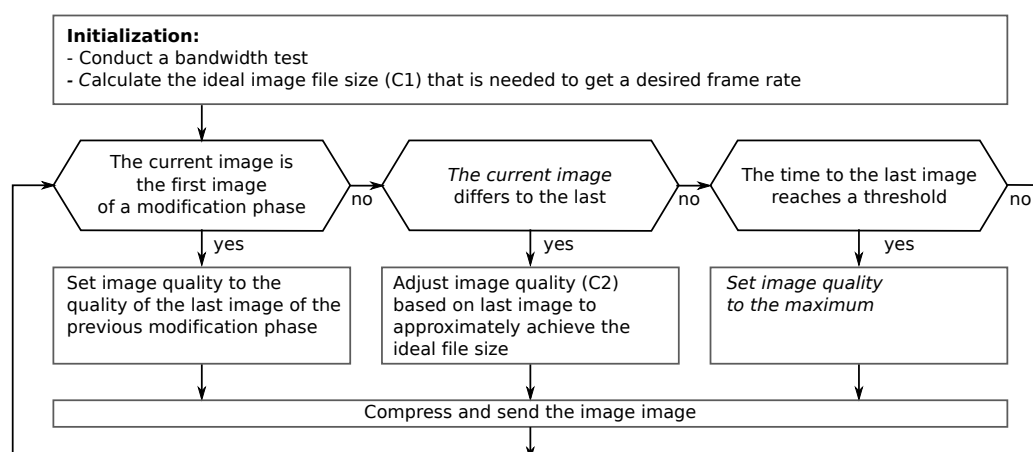 Initialization:
- Conduct a bandwidth test
- Calculate the ideal image file size (C1) that is needed to get a desired frame rate
The current image is
the first image
of a modification phase
no
The current image
differs to the last
no
The time to the last image
reaches a threshold
no
yes
yes
yes
Set image quality to the
quality of the last image of the
previous modification phase
Adjust image quality (C2)
based on last image to
approximately achieve the
ideal file size
Set image quality
to the maximum
Compress and send the image image